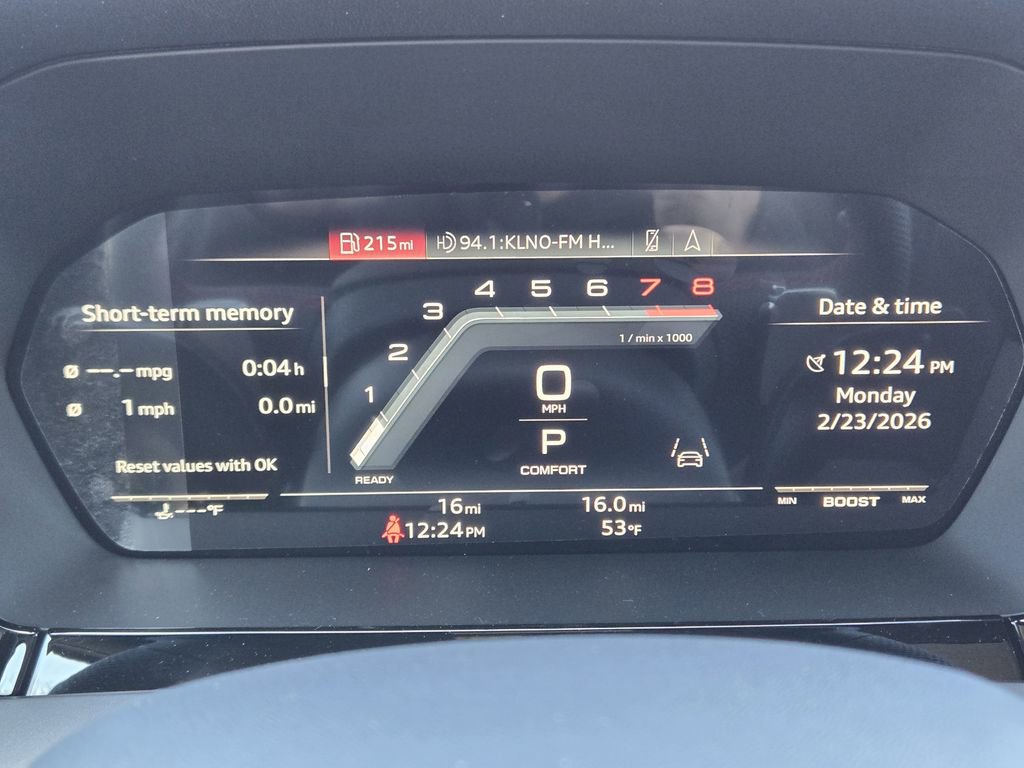 215mi 94.1:KLNO-FM H...
Short-term memory
--.- mpg 0:04 h
1 mph 0.0 mi
Reset values with OK
---°F
1 2 3 4 5 6 7 8
1 / min x 1000
0
MPH
P
COMFORT
READY
Date & time
12:24 PM
Monday
2/23/2026
MIN BOOST MAX
16 mi 16.0 mi
12:24 PM 53°F